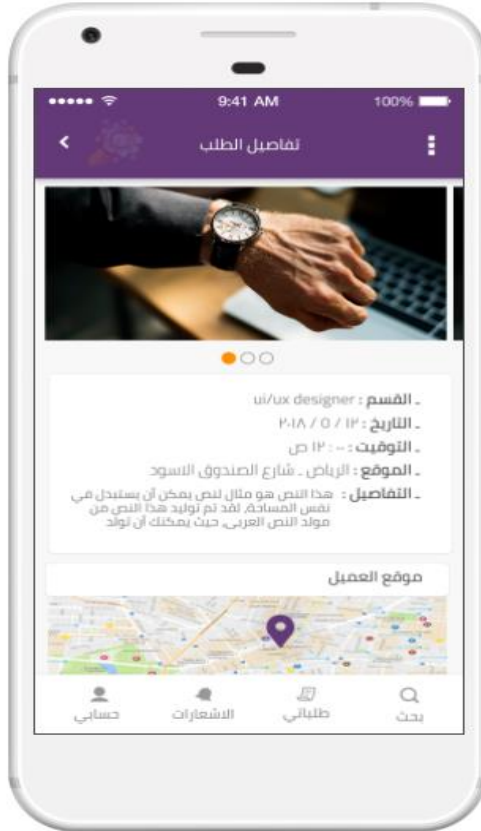 9:41 AM 100%
تفاصيل الطلب
- القسم : ui/ux designer
- التاريخ : ١٢ / ٥ / ٢٠١٨
- التوقيت : ٠٠ : ١٢ ص
- الموقع : الرياض - شارع الصندوق الاسود
- التفاصيل : هذا النص هو مثال لنص يمكن أن يستبدل في
نفس المساحة، لقد تم توليد هذا النص من
مولد النص العربى، حيث يمكنك أن تولد
موقع العميل
بحث طلباتي الاشعارات حسابي